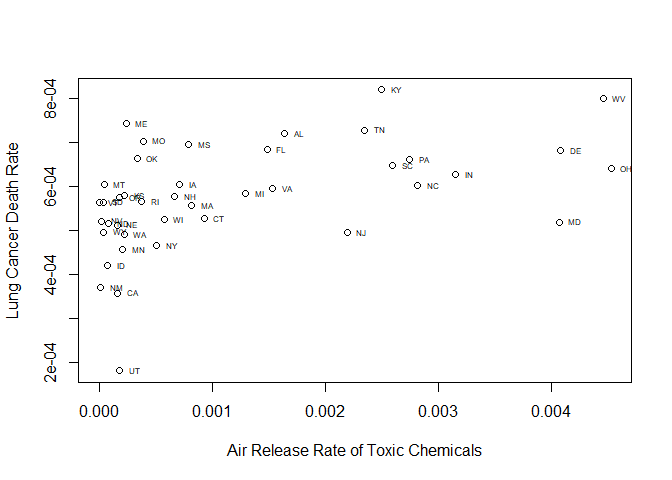 Lung Cancer Death Rate
8e-04
6e-04
4e-04
2e-04
KY
WV
ME
TN
AL
MO
MS
FL
DE
OK
PA
SC
OH
IN
MT
IA
NC
VA
MI
KS
NH
RI
MA
WI
CT
MD
NV
NE
NJ
WA
NY
MN
ID
NM
CA
UT
0.000
0.001
0.002
0.003
0.004
Air Release Rate of Toxic Chemicals